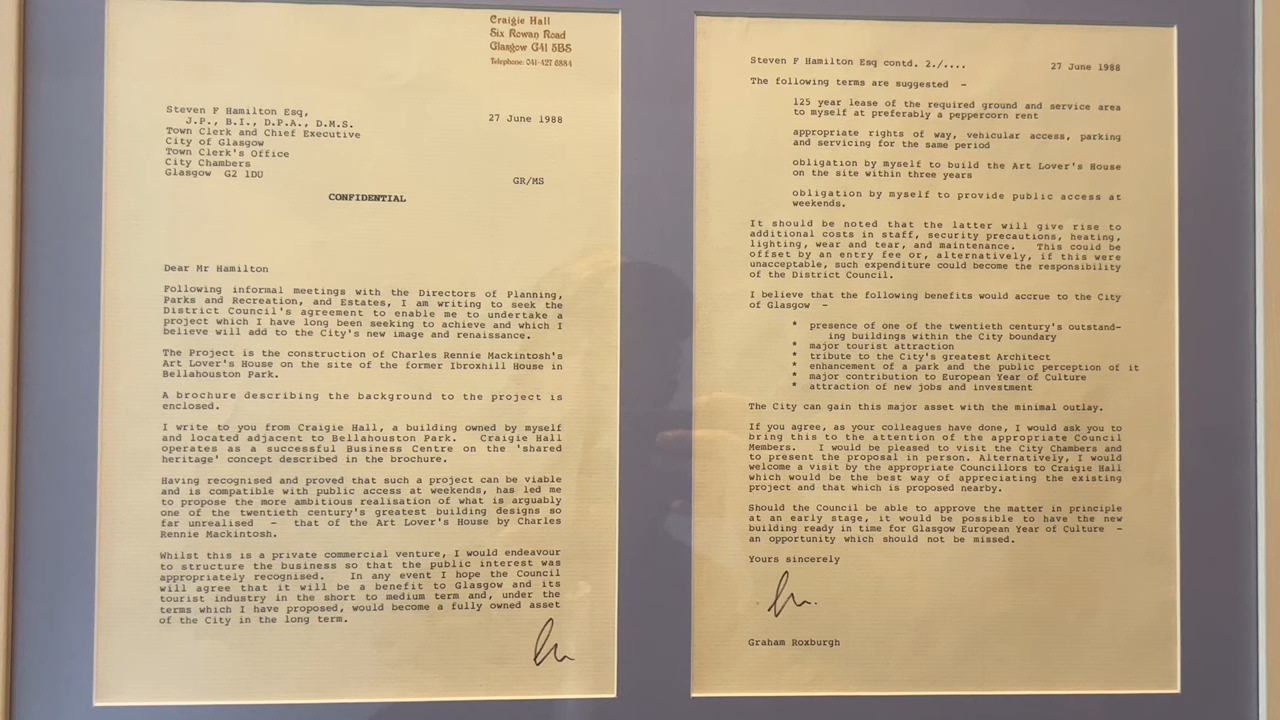 Craigie Hall
Six Rowan Road
Glasgow G41 5BS
Telephone: 041-427 6884
Steven F Hamilton Esq,
J.P., B.I., D.P.A., D.M.S.
Town Clerk and Chief Executive
City of Glasgow
Town Clerk's Office
City Chambers
Glasgow G2 1DU
27 June 1988
GR/MS
CONFIDENTIAL
Dear Mr Hamilton
Following informal meetings with the Directors of Planning,
Parks and Recreation, and Estates, I am writing to seek the
District Council's agreement to enable me to undertake a
project which I have long been seeking to achieve and which I
believe will add to the City's new image and renaissance.
The Project is the construction of Charles Rennie Mackintosh's
Art Lover's House on the site of the former Ibroxhill House in
Bellahouston Park.
A brochure describing the background to the project is
enclosed.
I write to you from Craigie Hall, a building owned by myself
and located adjacent to Bellahouston Park. Craigie Hall
operates as a successful Business Centre on the 'shared
heritage' concept described in the brochure.
Having recognised and proved that such a project can be viable
and is compatible with public access at weekends, has led me
to propose the more ambitious realisation of what is arguably
one of the twentieth century's greatest building designs so
far unrealised - that of the Art Lover's House by Charles
Rennie Mackintosh.
Whilst this is a private commercial venture, I would endeavour
to structure the business so that the public interest was
appropriately recognised. In any event I hope the Council
will agree that it will be a benefit to Glasgow and its
tourist industry in the short to medium term and, under the
terms which I have proposed, would become a fully owned asset
of the City in the long term.
Steven F Hamilton Esq contd. 2./....
27 June 1988
The following terms are suggested -
125 year lease of the required ground and service area
to myself at preferably a peppercorn rent
appropriate rights of way, vehicular access, parking
and servicing for the same period
obligation by myself to build the Art Lover's House
on the site within three years
obligation by myself to provide public access at
weekends.
It should be noted that the latter will give rise to
additional costs in staff, security precautions, heating,
lighting, wear and tear, and maintenance. This could be
offset by an entry fee or, alternatively, if this were
unacceptable, such expenditure could become the responsibility
of the District Council.
I believe that the following benefits would accrue to the City
of Glasgow -
* presence of one of the twentieth century's outstand-
ing buildings within the City boundary
* major tourist attraction
* tribute to the City's greatest Architect
* enhancement of a park and the public perception of it
* major contribution to European Year of Culture
* attraction of new jobs and investment
The City can gain this major asset with the minimal outlay.
If you agree, as your colleagues have done, I would ask you to
bring this to the attention of the appropriate Council
Members. I would be pleased to visit the City Chambers and
to present the proposal in person. Alternatively, I would
welcome a visit by the appropriate Councillors to Craigie Hall
which would be the best way of appreciating the existing
project and that which is proposed nearby.
Should the Council be able to approve the matter in principle
at an early stage, it would be possible to have the new
building ready in time for Glasgow European Year of Culture -
an opportunity which should not be missed.
Yours sincerely
Graham Roxburgh